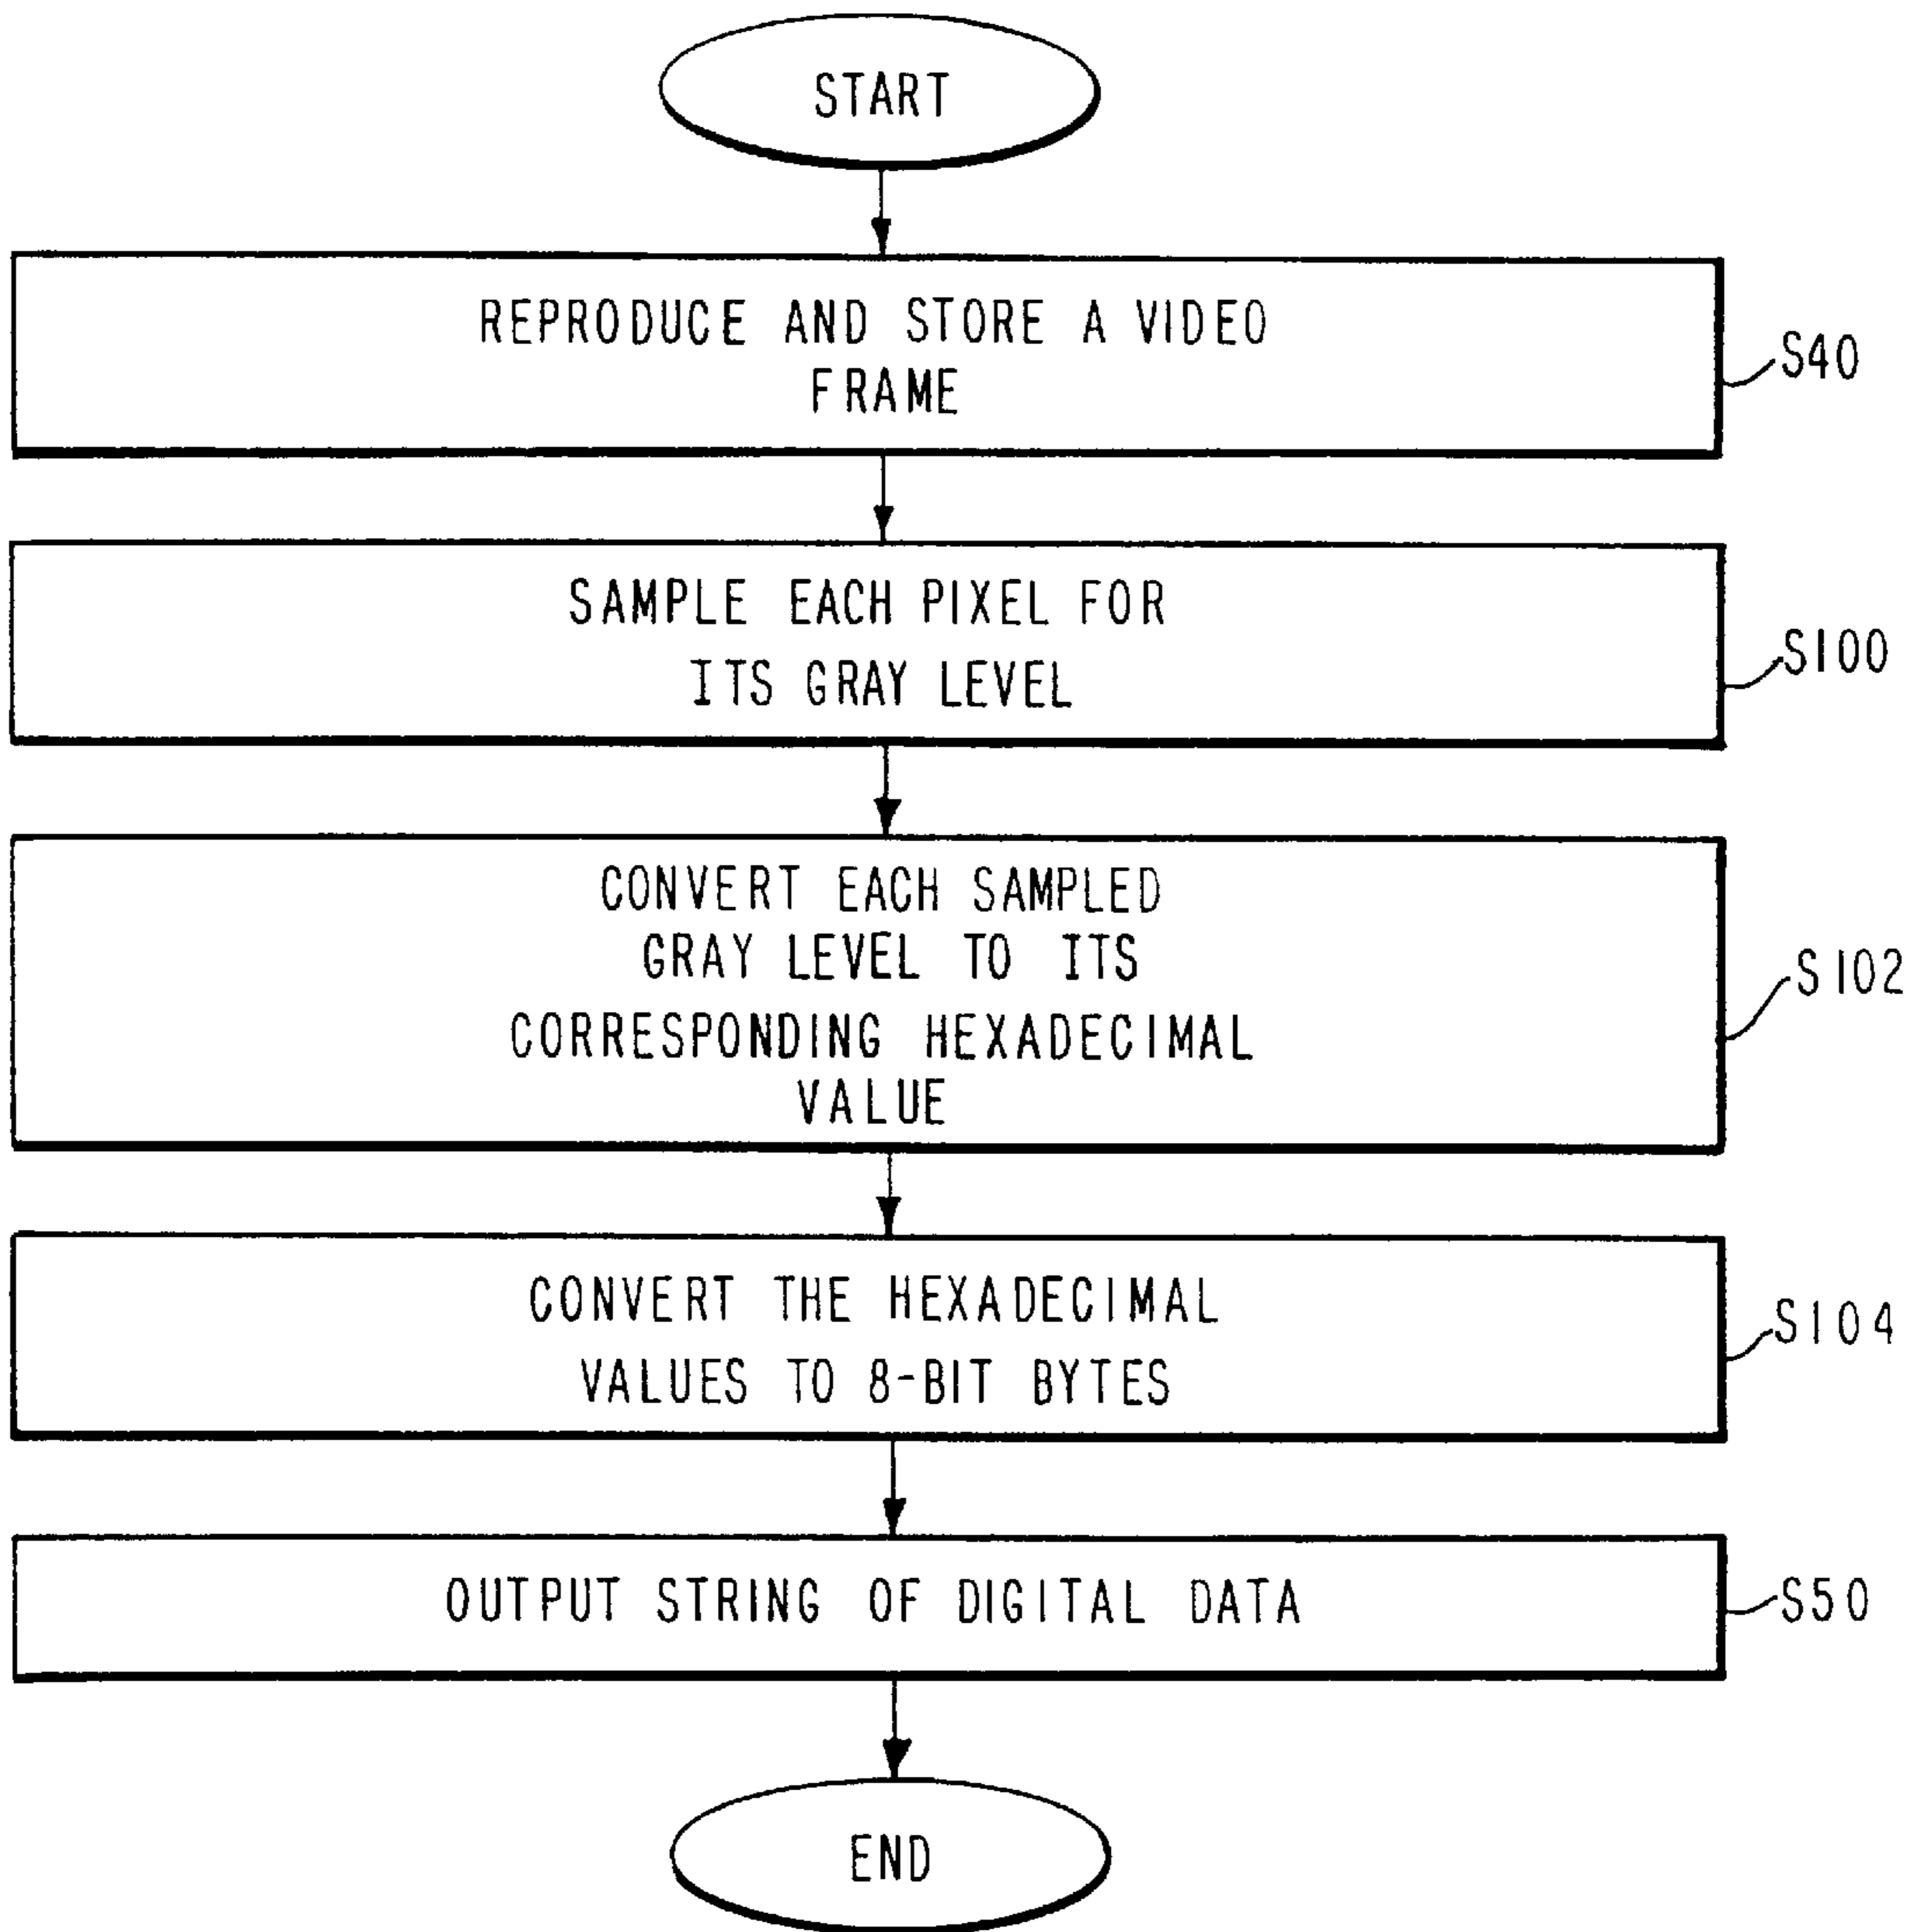 START
REPRODUCE AND STORE A VIDEO
FRAME
S40
SAMPLE EACH PIXEL FOR
ITS GRAY LEVEL
S100
CONVERT EACH SAMPLED
GRAY LEVEL TO ITS
CORRESPONDING HEXADECIMAL
VALUE
S102
CONVERT THE HEXADECIMAL
VALUES TO 8-BIT BYTES
S104
OUTPUT STRING OF DIGITAL DATA
S50
END